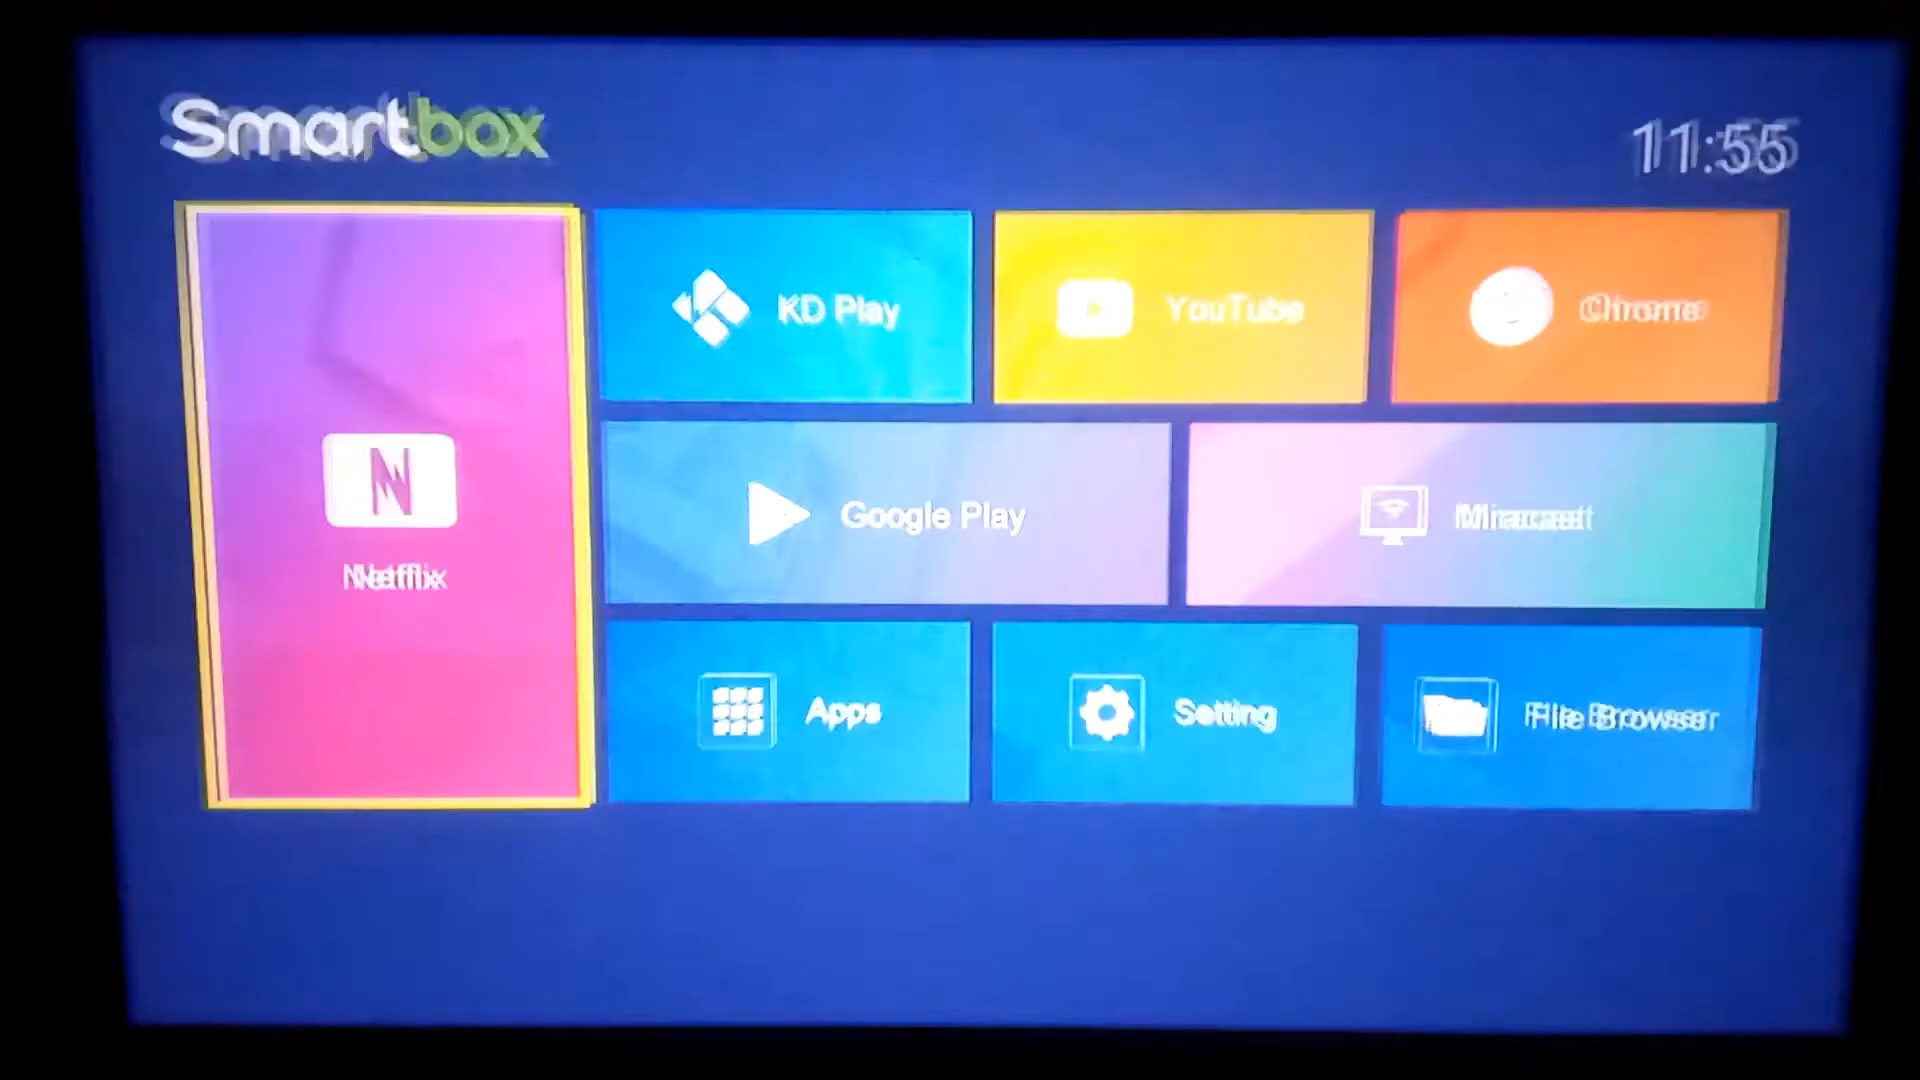 Smartbox
11:55
KD Play
YouTube
Chrome
N
Netflix
Google Play
Miracast
Apps
Setting
File Browser